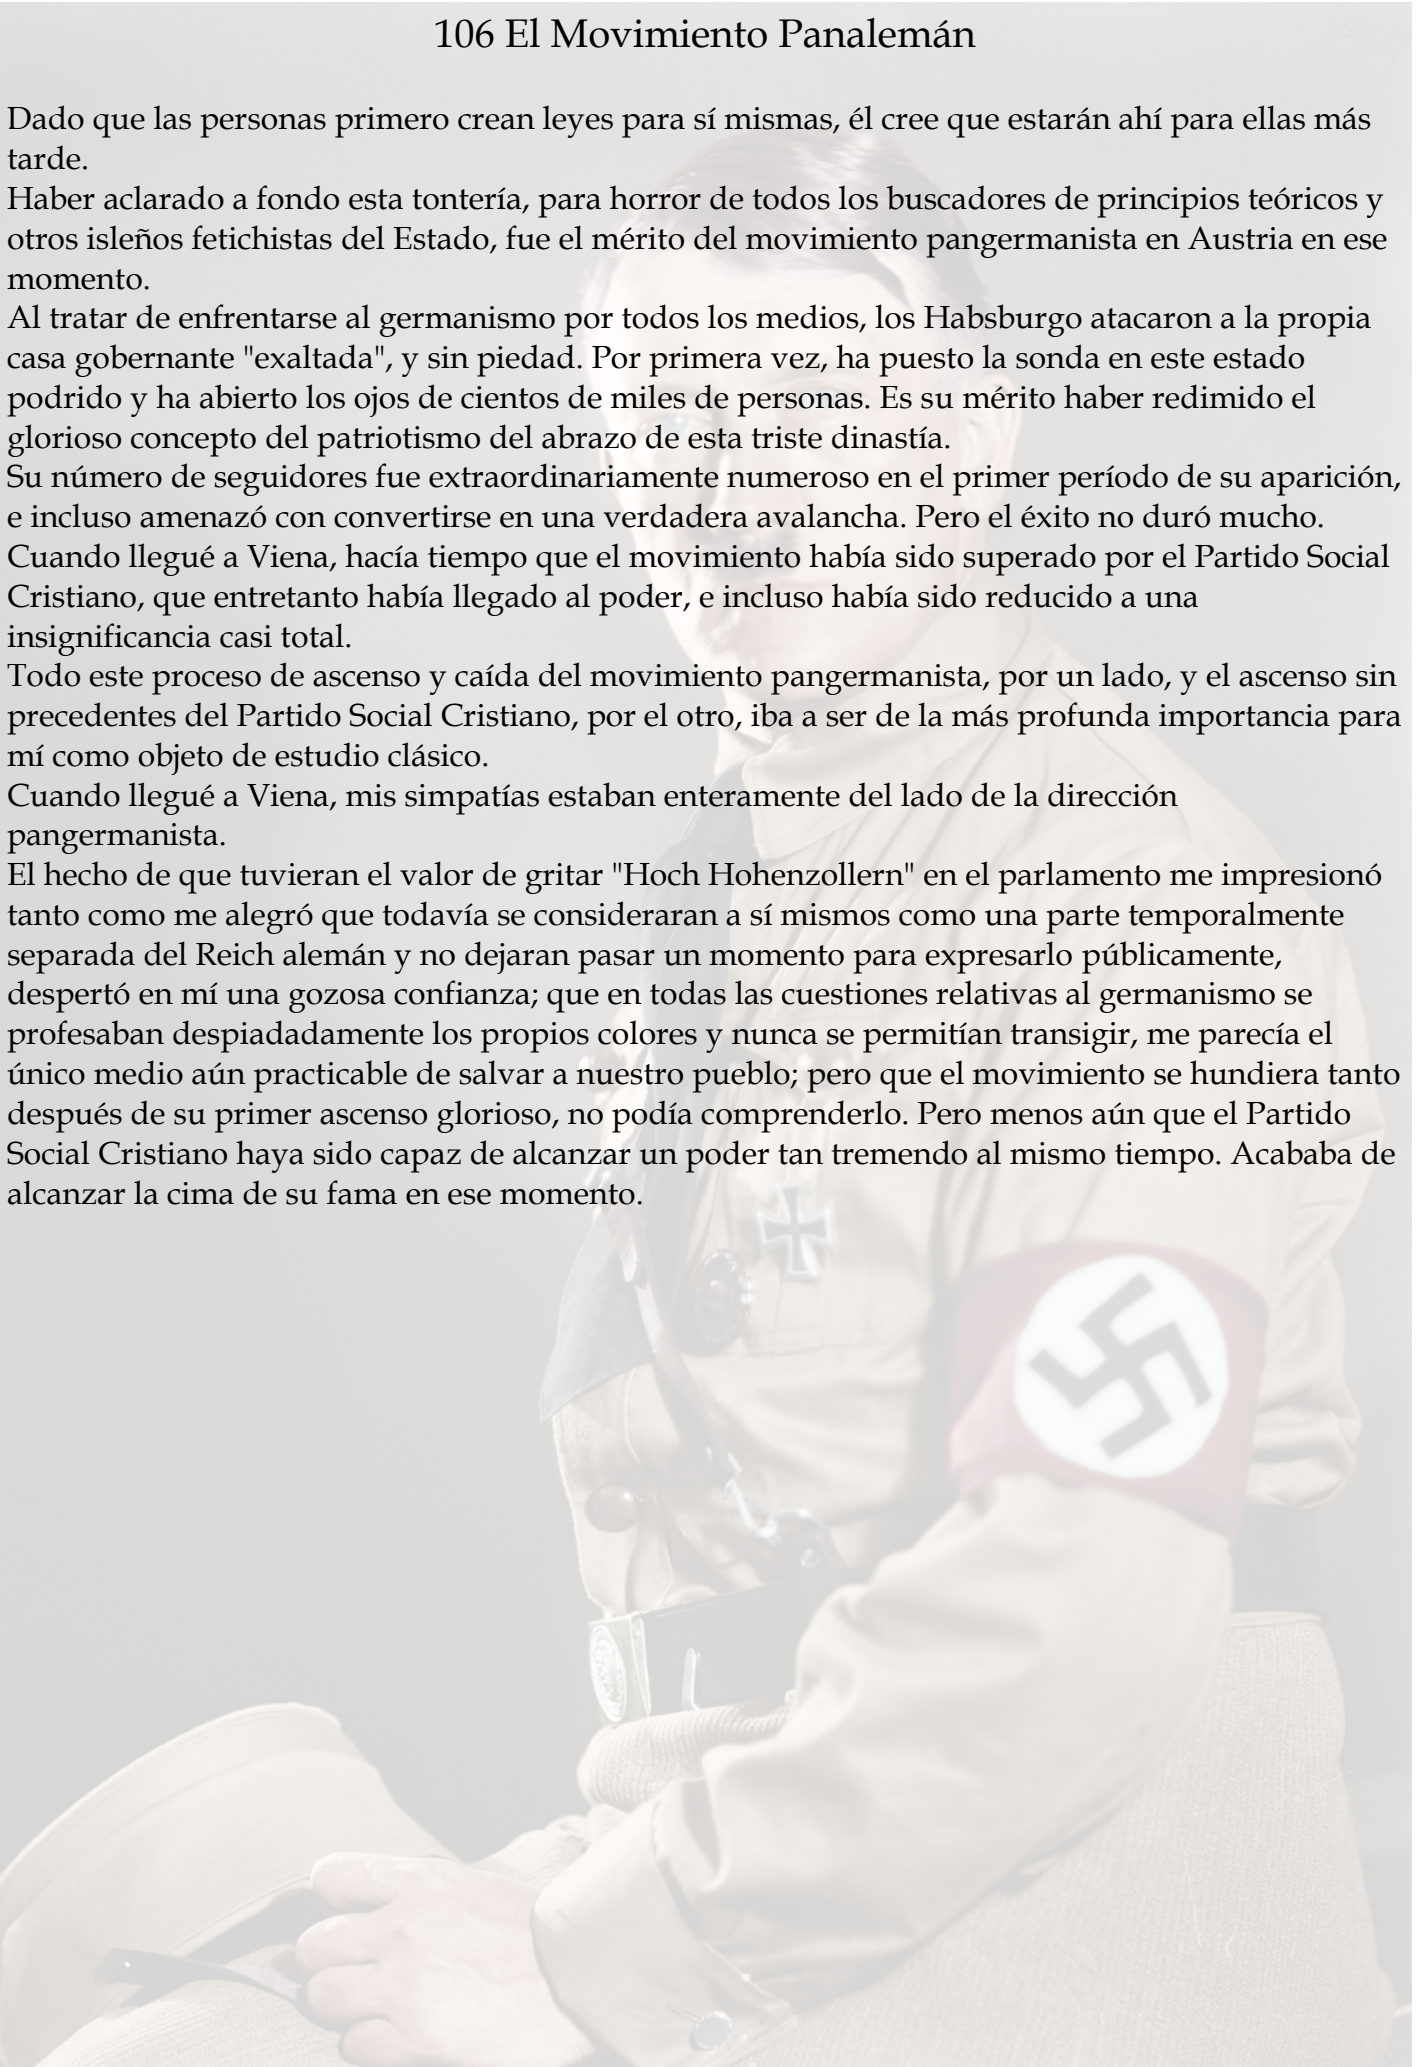 106 El Movimiento Panalemán
Dado que las personas primero crean leyes para sí mismas, él cree que estarán ahí para ellas más
tarde.
Haber aclarado a fondo esta tontería, para horror de todos los buscadores de principios teóricos y
otros isleños fetichistas del Estado, fue el mérito del movimiento pangermanista en Austria en ese
momento.
Al tratar de enfrentarse al germanismo por todos los medios, los Habsburgo atacaron a la propia
casa gobernante "exaltada", y sin piedad. Por primera vez, ha puesto la sonda en este estado
podrido y ha abierto los ojos de cientos de miles de personas. Es su mérito haber redimido el
glorioso concepto del patriotismo del abrazo de esta triste dinastía.
Su número de seguidores fue extraordinariamente numeroso en el primer período de su aparición,
e incluso amenazó con convertirse en una verdadera avalancha. Pero el éxito no duró mucho.
Cuando llegué a Viena, hacía tiempo que el movimiento había sido superado por el Partido Social
Cristiano, que entretanto había llegado al poder, e incluso había sido reducido a una
insignificancia casi total.
Todo este proceso de ascenso y caída del movimiento pangermanista, por un lado, y el ascenso sin
precedentes del Partido Social Cristiano, por el otro, iba a ser de la más profunda importancia para
mí como objeto de estudio clásico.
Cuando llegué a Viena, mis simpatías estaban enteramente del lado de la dirección
pangermanista.
El hecho de que tuvieran el valor de gritar "Hoch Hohenzollern" en el parlamento me impresionó
tanto como me alegró que todavía se consideraran a sí mismos como una parte temporalmente
separada del Reich alemán y no dejaran pasar un momento para expresarlo públicamente,
despertó en mí una gozosa confianza; que en todas las cuestiones relativas al germanismo se
profesaban despiadadamente los propios colores y nunca se permitían transigir, me parecía el
único medio aún practicable de salvar a nuestro pueblo; pero que el movimiento se hundiera tanto
después de su primer ascenso glorioso, no podía comprenderlo. Pero menos aún que el Partido
Social Cristiano haya sido capaz de alcanzar un poder tan tremendo al mismo tiempo. Acababa de
alcanzar la cima de su fama en ese momento.